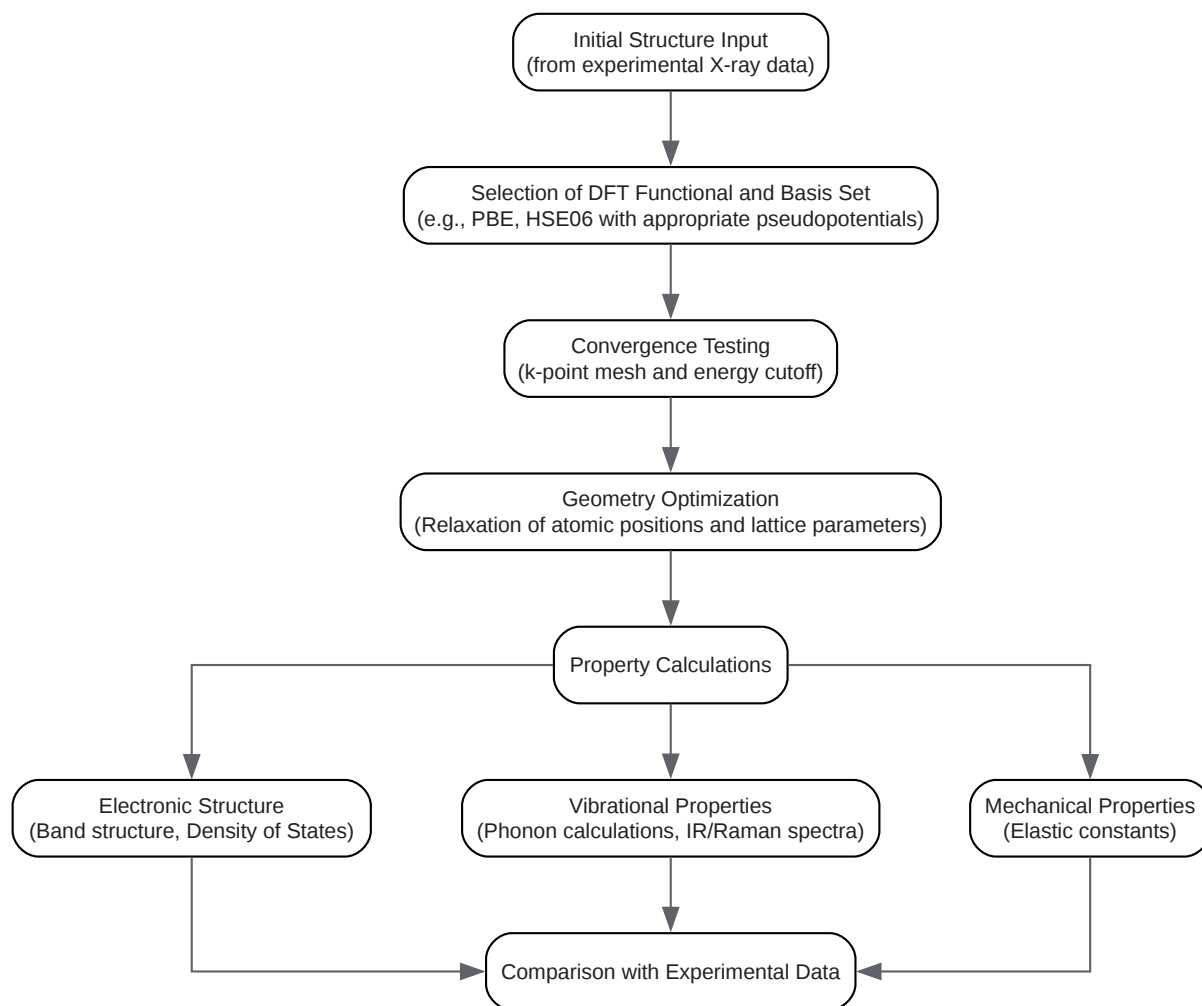 Initial Structure Input
(from experimental X-ray data)
Selection of DFT Functional and Basis Set
(e.g., PBE, HSE06 with appropriate pseudopotentials)
Convergence Testing
(k-point mesh and energy cutoff)
Geometry Optimization
(Relaxation of atomic positions and lattice parameters)
Property Calculations
Electronic Structure
(Band structure, Density of States)
Vibrational Properties
(Phonon calculations, IR/Raman spectra)
Mechanical Properties
(Elastic constants)
Comparison with Experimental Data